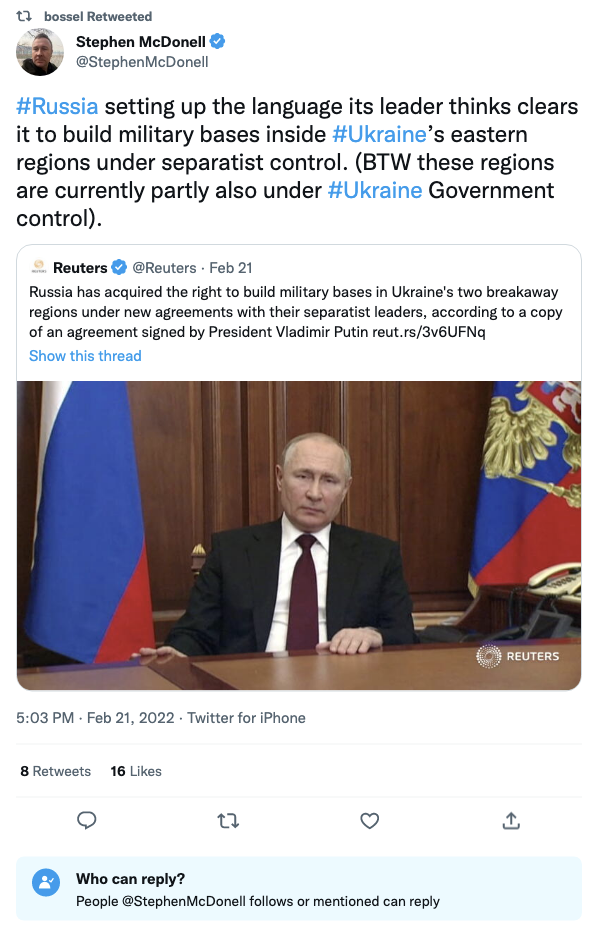 bossel Retweeted
Stephen McDonell
@StephenMcDonell
#Russia setting up the language its leader thinks clears
it to build military bases inside #Ukraine’s eastern
regions under separatist control. (BTW these regions
are currently partly also under #Ukraine Government
control).
Reuters @Reuters · Feb 21
Russia has acquired the right to build military bases in Ukraine's two breakaway
regions under new agreements with their separatist leaders, according to a copy
of an agreement signed by President Vladimir Putin reut.rs/3v6UFNq
Show this thread
REUTERS
5:03 PM · Feb 21, 2022 · Twitter for iPhone
8 Retweets 16 Likes
Who can reply?
People @StephenMcDonell follows or mentioned can reply